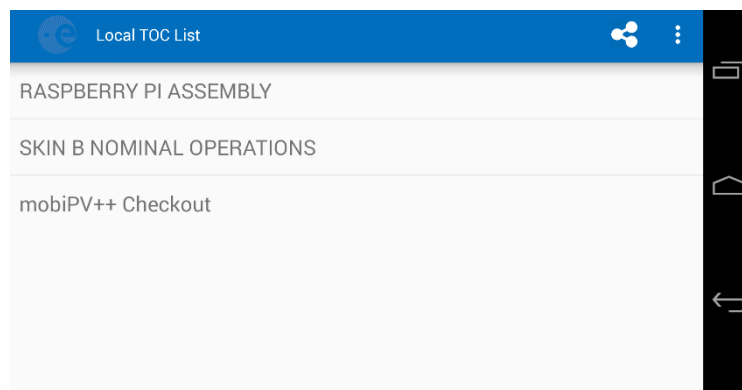 Local TOC List
RASPBERRY PI ASSEMBLY
SKIN B NOMINAL OPERATIONS
mobiPV++ Checkout